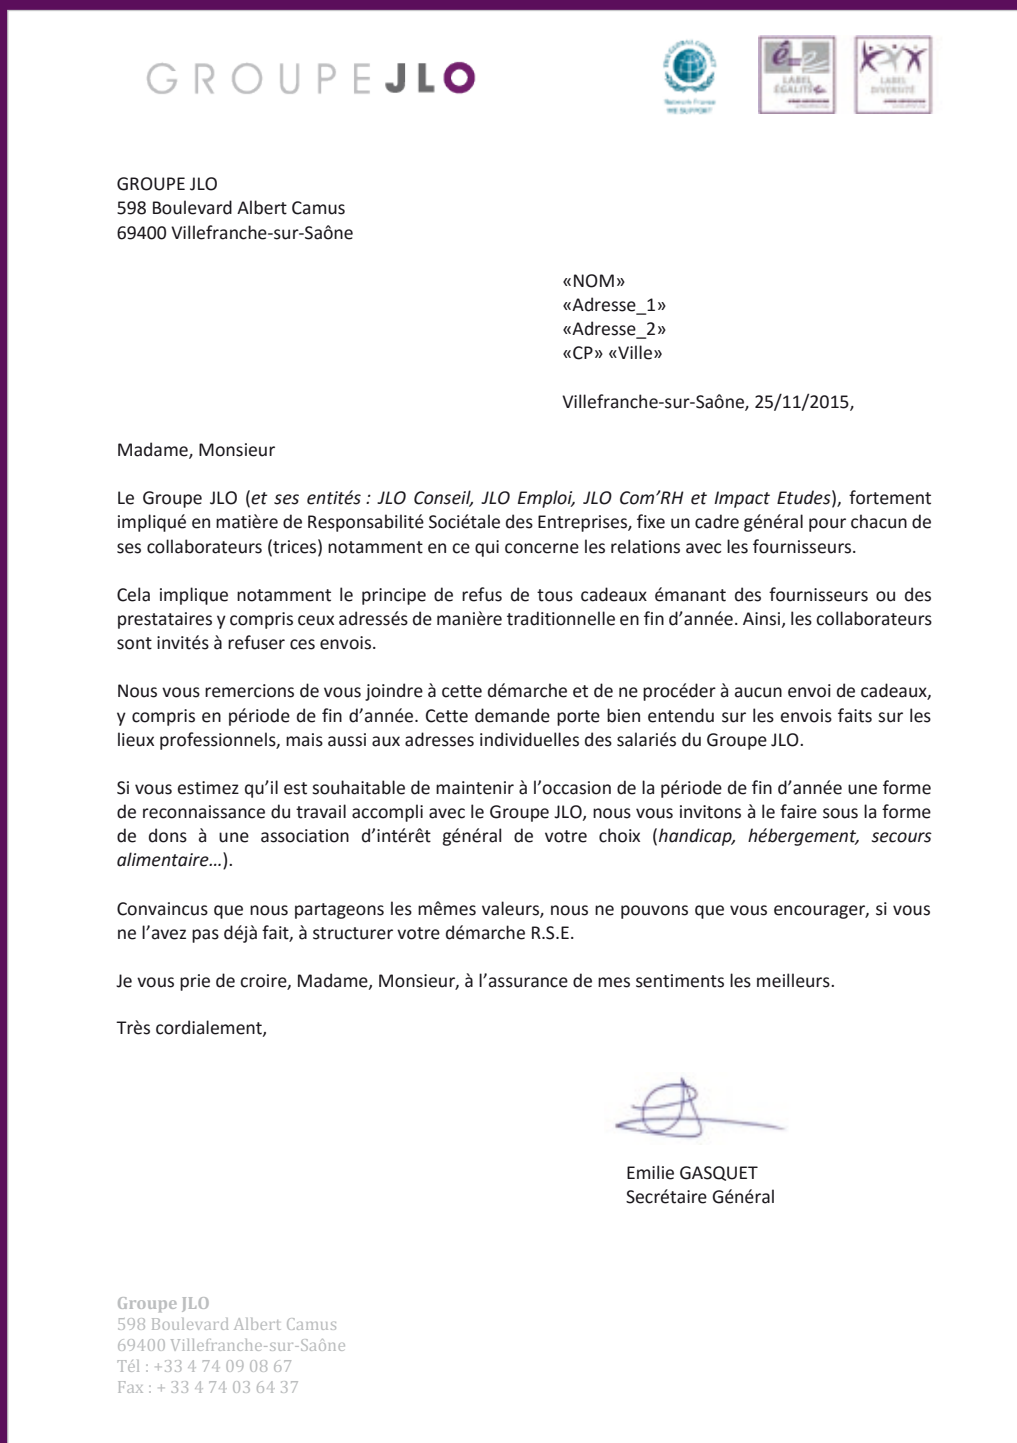 GROUPE JLO
THE GLOBAL COMPACT
Network France
WE SUPPORT
LABEL
ÉGALITÉ
LABEL
DIVERSITÉ
GROUPE JLO
598 Boulevard Albert Camus
69400 Villefranche-sur-Saône
«NOM»
«Adresse_1»
«Adresse_2»
«CP» «Ville»
Villefranche-sur-Saône, 25/11/2015,
Madame, Monsieur
Le Groupe JLO (et ses entités : JLO Conseil, JLO Emploi, JLO Com’RH et Impact Etudes), fortement
impliqué en matière de Responsabilité Sociétale des Entreprises, fixe un cadre général pour chacun de
ses collaborateurs (trices) notamment en ce qui concerne les relations avec les fournisseurs.
Cela implique notamment le principe de refus de tous cadeaux émanant des fournisseurs ou des
prestataires y compris ceux adressés de manière traditionnelle en fin d’année. Ainsi, les collaborateurs
sont invités à refuser ces envois.
Nous vous remercions de vous joindre à cette démarche et de ne procéder à aucun envoi de cadeaux,
y compris en période de fin d’année. Cette demande porte bien entendu sur les envois faits sur les
lieux professionnels, mais aussi aux adresses individuelles des salariés du Groupe JLO.
Si vous estimez qu’il est souhaitable de maintenir à l’occasion de la période de fin d’année une forme
de reconnaissance du travail accompli avec le Groupe JLO, nous vous invitons à le faire sous la forme
de dons à une association d’intérêt général de votre choix (handicap, hébergement, secours
alimentaire…).
Convaincus que nous partageons les mêmes valeurs, nous ne pouvons que vous encourager, si vous
ne l’avez pas déjà fait, à structurer votre démarche R.S.E.
Je vous prie de croire, Madame, Monsieur, à l’assurance de mes sentiments les meilleurs.
Très cordialement,
Emilie GASQUET
Secrétaire Général
Groupe JLO
598 Boulevard Albert Camus
69400 Villefranche-sur-Saône
Tél : +33 4 74 09 08 67
Fax : + 33 4 74 03 64 37